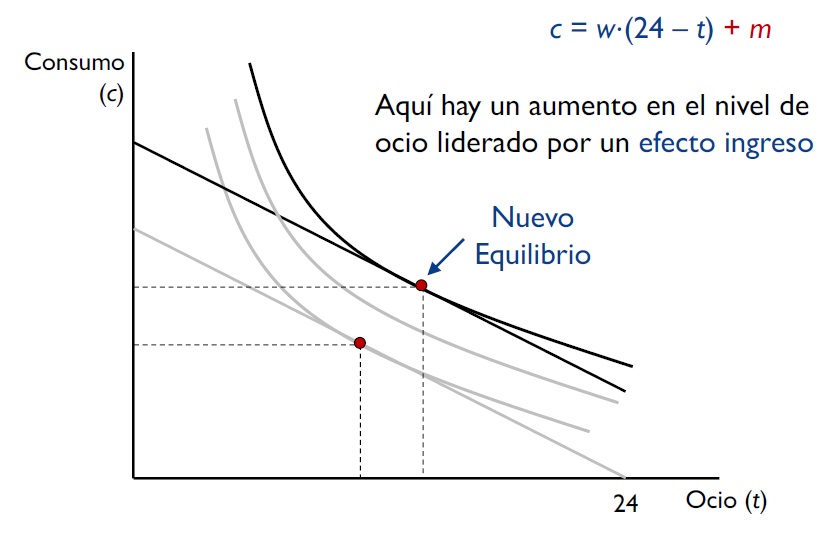 c = w·(24 – t) + m
Consumo
(c)
Aquí hay un aumento en el nivel de
ocio liderado por un efecto ingreso
Nuevo
Equilibrio
24
Ocio (t)